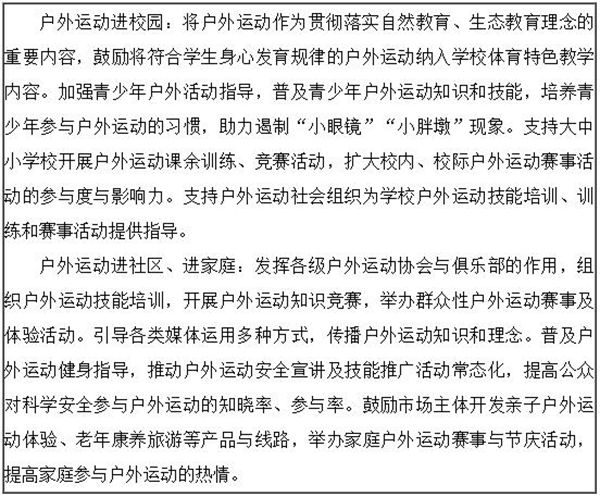 户外运动进校园：将户外运动作为贯彻落实自然教育、生态教育理念的
重要内容，鼓励将符合学生身心发育规律的户外运动纳入学校体育特色教学
内容。加强青少年户外活动指导，普及青少年户外运动知识和技能，培养青
少年参与户外运动的习惯，助力遏制“小眼镜”“小胖墩”现象。支持大中
小学校开展户外运动课余训练、竞赛活动，扩大校内、校际户外运动赛事活
动的参与度与影响力。支持户外运动社会组织为学校户外运动技能培训、训
练和赛事活动提供指导。
户外运动进社区、进家庭：发挥各级户外运动协会与俱乐部的作用，组
织户外运动技能培训，开展户外运动知识竞赛，举办群众性户外运动赛事及
体验活动。引导各类媒体运用多种方式，传播户外运动知识和理念。普及户
外运动健身指导，推动户外运动安全宣讲及技能推广活动常态化，提高公众
对科学安全参与户外运动的知晓率、参与率。鼓励市场主体开发亲子户外运
动体验、老年康养旅游等产品与线路，举办家庭户外运动赛事与节庆活动，
提高家庭参与户外运动的热情。